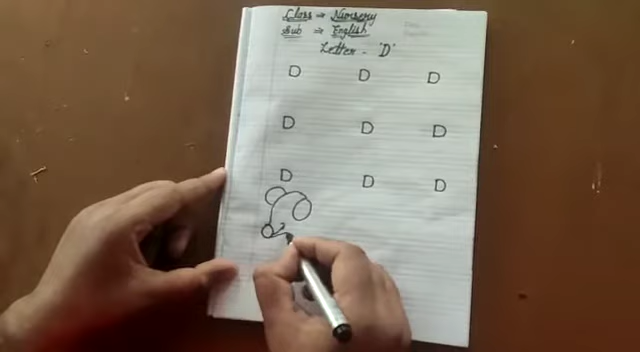 Class → Nursery
Sub → English
Letter - 'D'
D D D
D D D
D D D